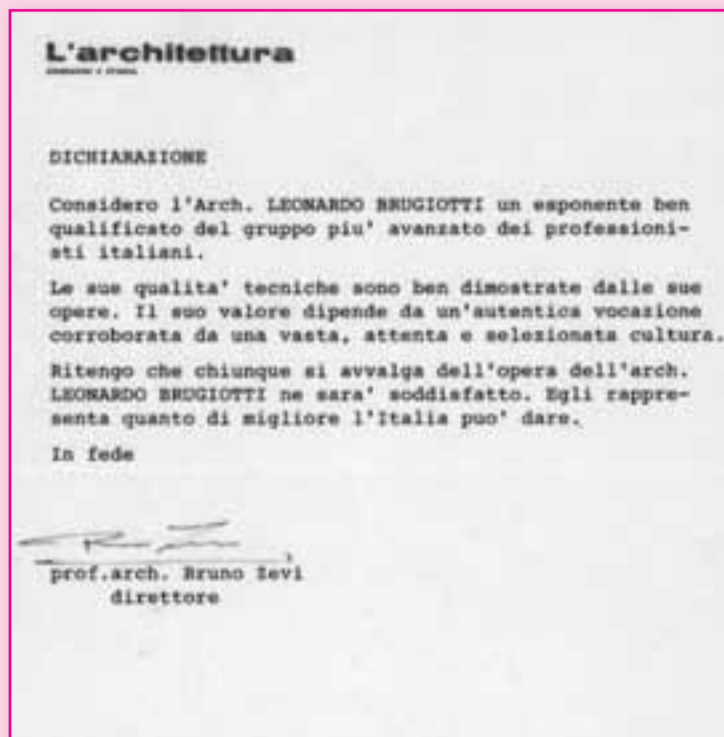 L'architettura
DICHIARAZIONE
Considero l'Arch. LEONARDO BRUGIOTTI un esponente ben
qualificato del gruppo piu' avanzato dei professioni-
sti italiani.
Le sue qualita' tecniche sono ben dimostrate dalle sue
opere. Il suo valore dipende da un'autentica vocazione
corroborata da una vasta, attenta e selezionata cultura.
Ritengo che chiunque si avvalga dell'opera dell'arch.
LEONARDO BRUGIOTTI ne sara' soddisfatto. Egli rappre-
senta quanto di migliore l'Italia puo' dare.
In fede
prof.arch. Bruno Zevi
direttore